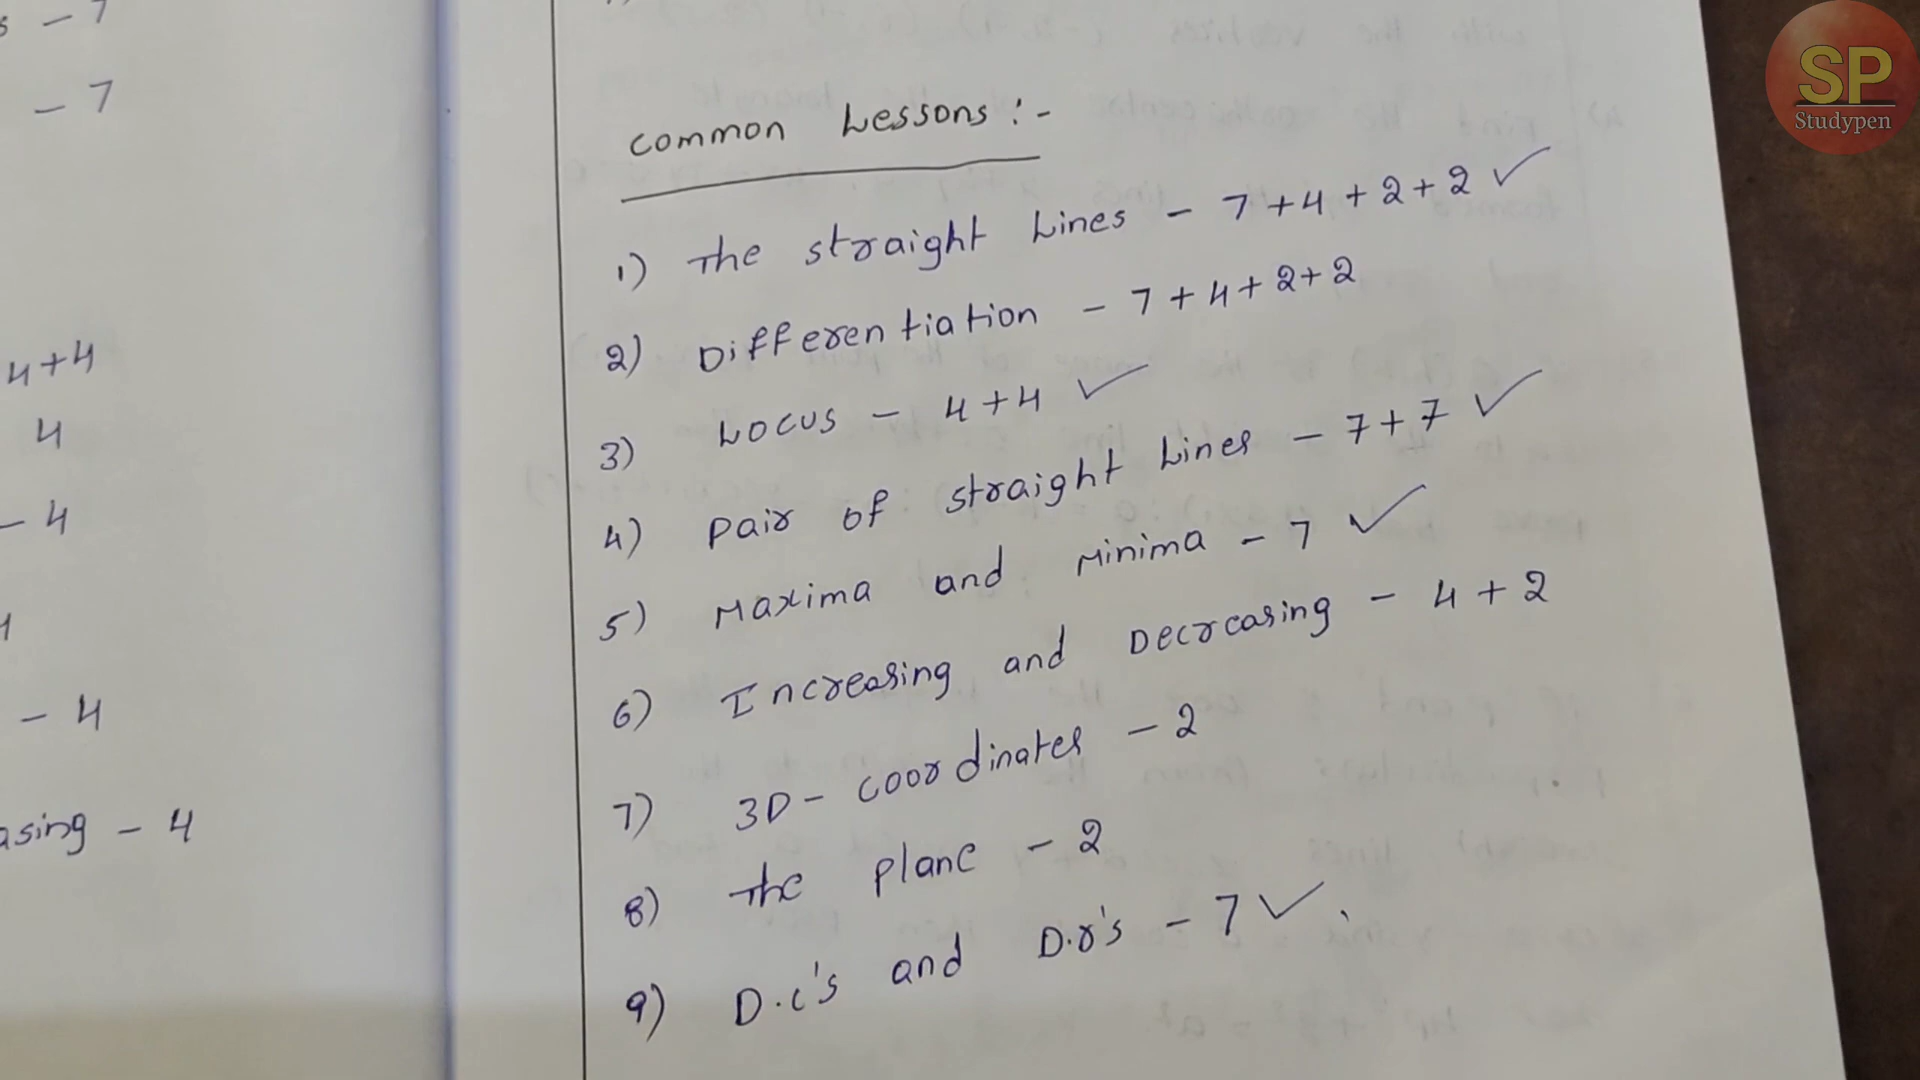 - 7
- 7
4+4
4
- 4
- 4
asing - 4
Common Lessons :-
1) The straight Lines - 7+4+2+2 ✓
2) Differentiation - 7+4+2+2
3) Locus - 4+4 ✓
4) pair of straight Lines - 7+7 ✓
5) Maxima and Minima - 7 ✓
6) Increasing and Decreasing - 4+2
7) 3D- coordinates - 2
8) The plane - 2
9) D.c's and D.r's - 7 ✓
SP
Studypen